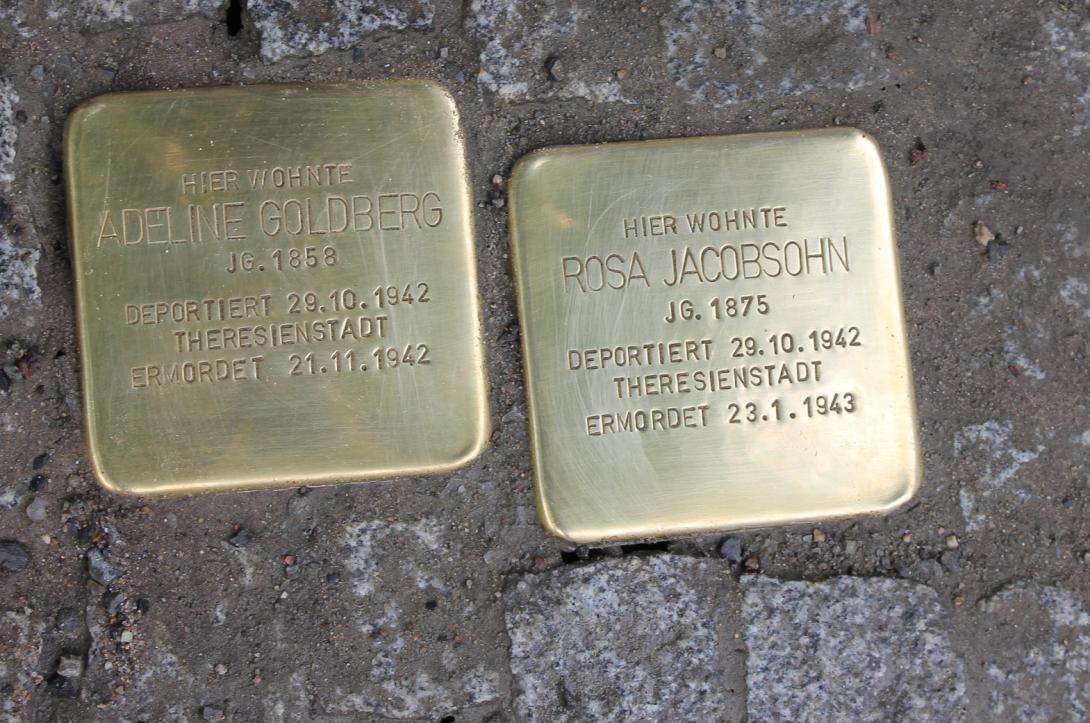 HIER WOHNTE
ADELINE GOLDBERG
JG. 1858
DEPORTIERT 29.10.1942
THERESIENSTADT
ERMORDET 21.11.1942
HIER WOHNTE
ROSA JACOBSOHN
JG. 1875
DEPORTIERT 29.10.1942
THERESIENSTADT
ERMORDET 23.1.1943